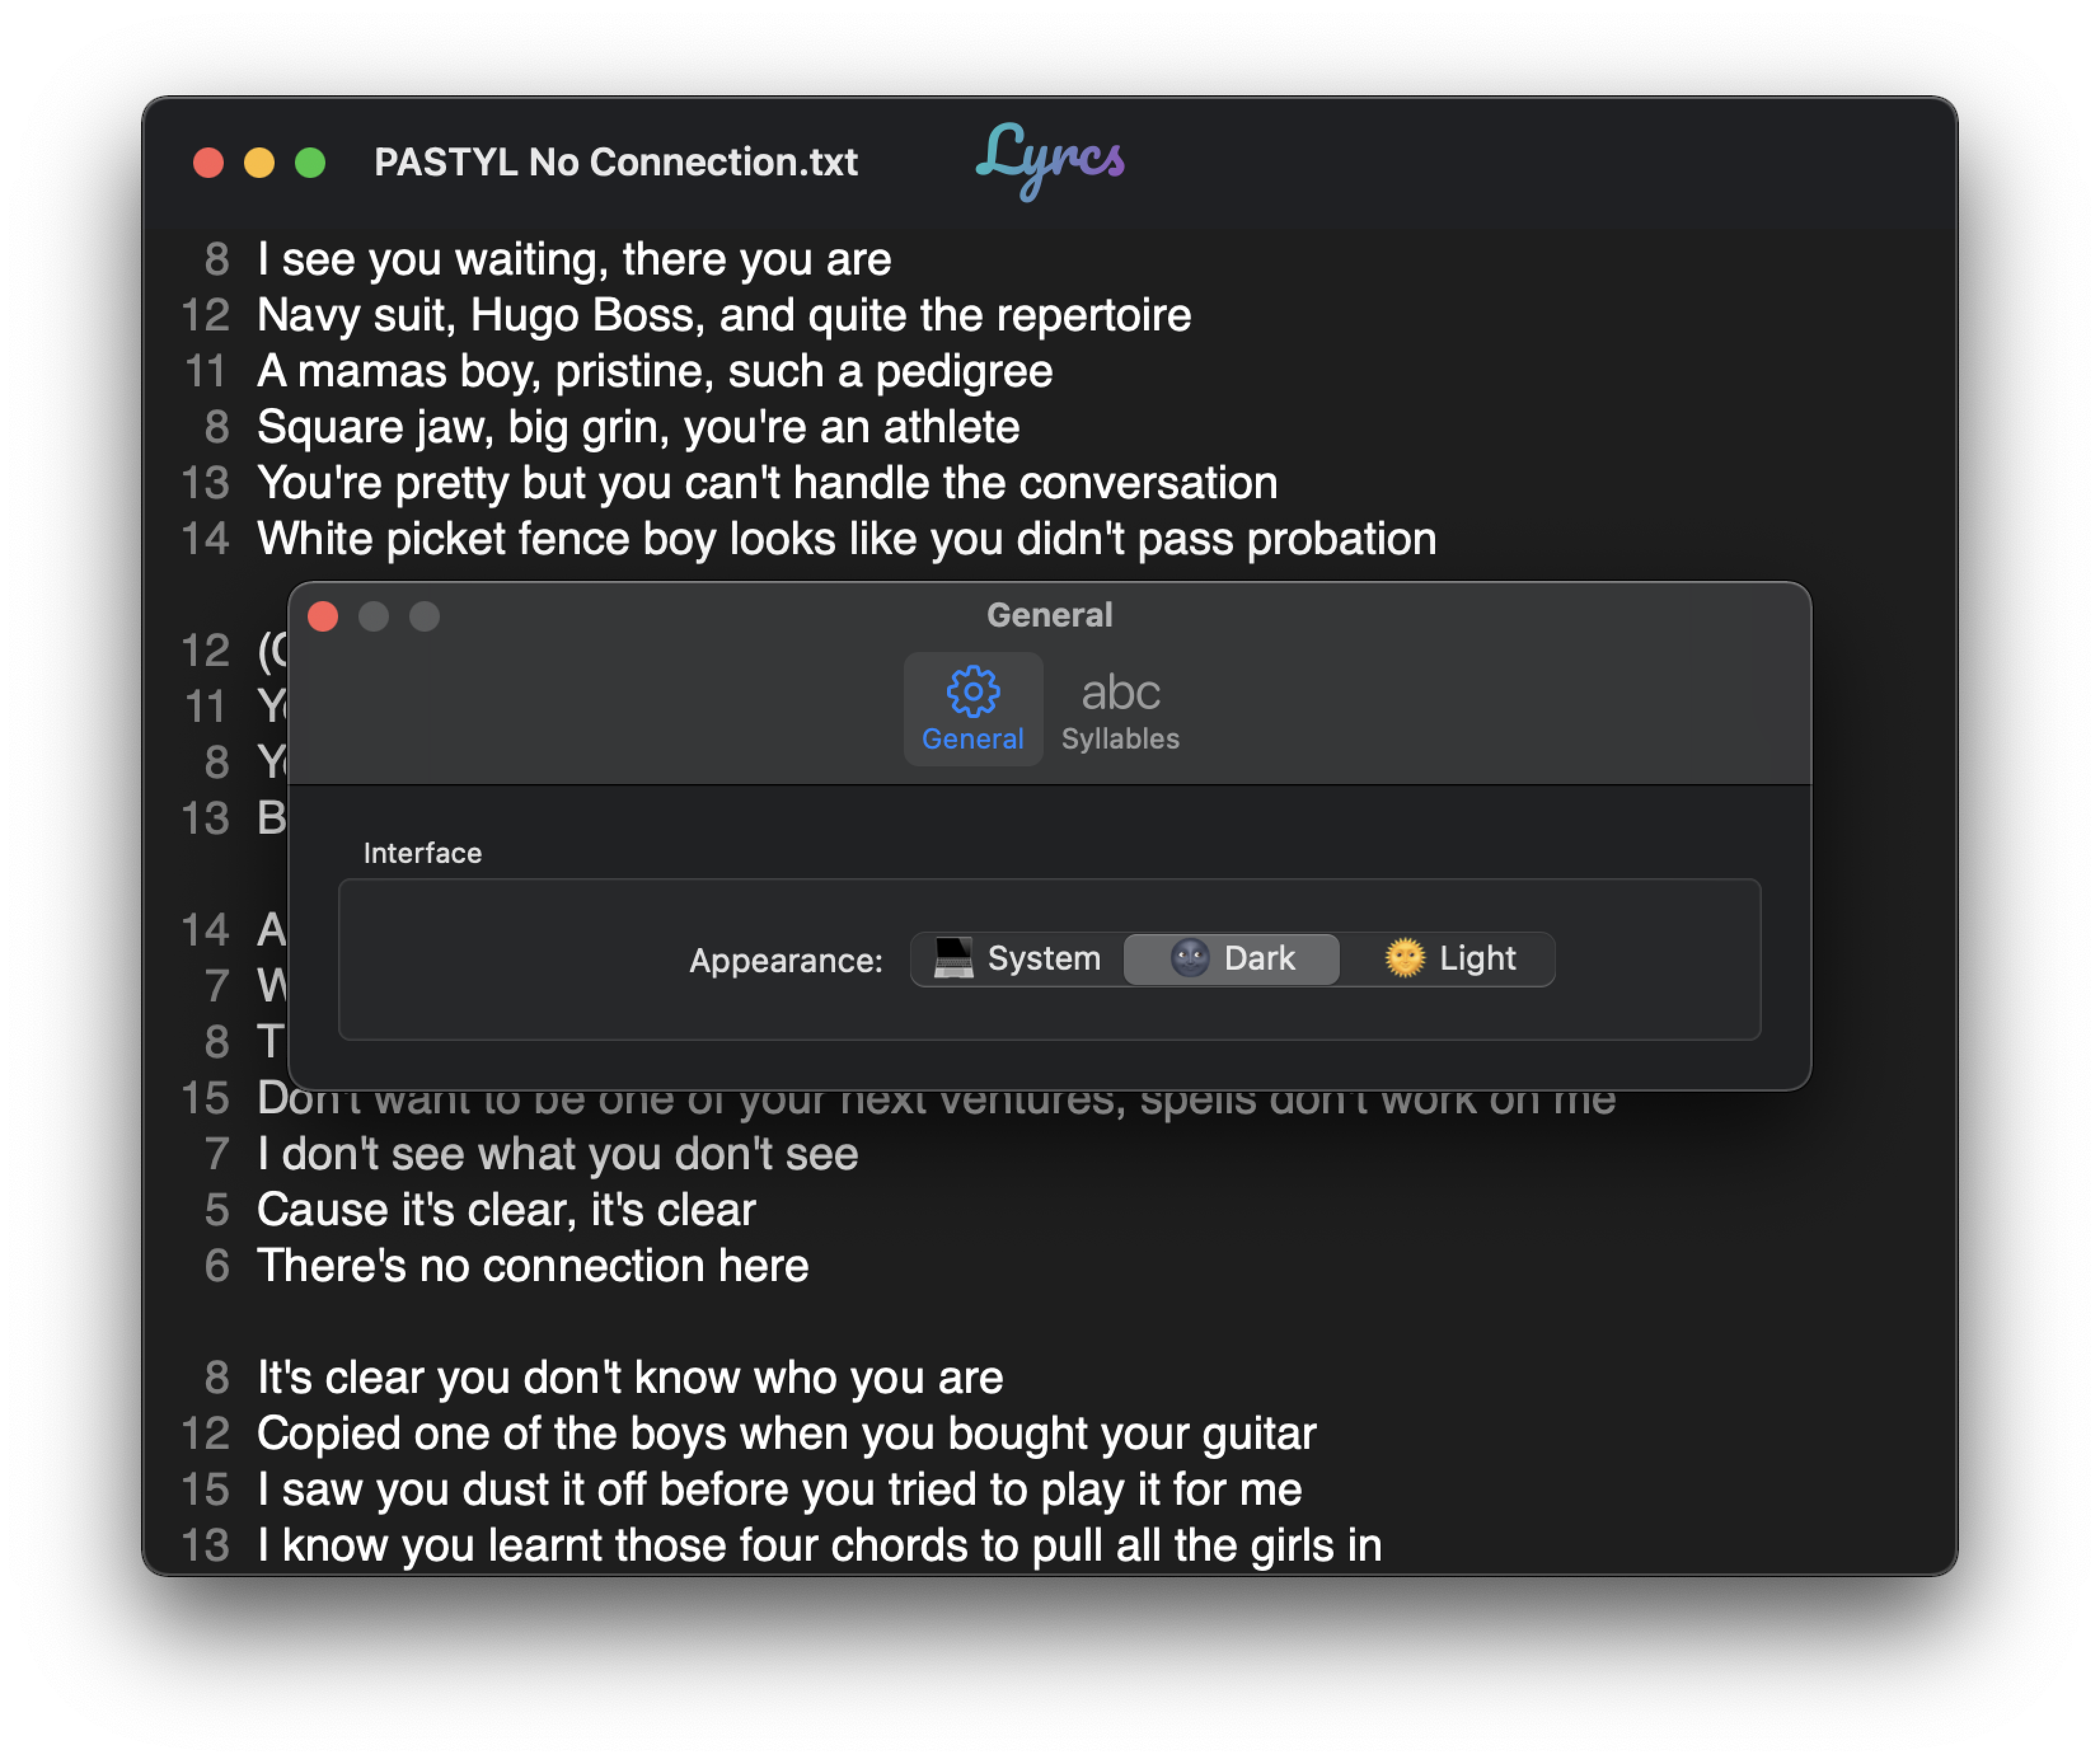 PASTYL No Connection.txt Lyrcs
8 I see you waiting, there you are
12 Navy suit, Hugo Boss, and quite the repertoire
11 A mamas boy, pristine, such a pedigree
8 Square jaw, big grin, you're an athlete
13 You're pretty but you can't handle the conversation
14 White picket fence boy looks like you didn't pass probation
General
12
11
8
13
abc
General Syllables
Interface
Appearance: System Dark Light
14 A
7
8
15 Don't want to be one of your next ventures, spells don't work on me
7 I don't see what you don't see
5 Cause it's clear, it's clear
6 There's no connection here
8 It's clear you don't know who you are
12 Copied one of the boys when you bought your guitar
15 I saw you dust it off before you tried to play it for me
13 I know you learnt those four chords to pull all the girls in